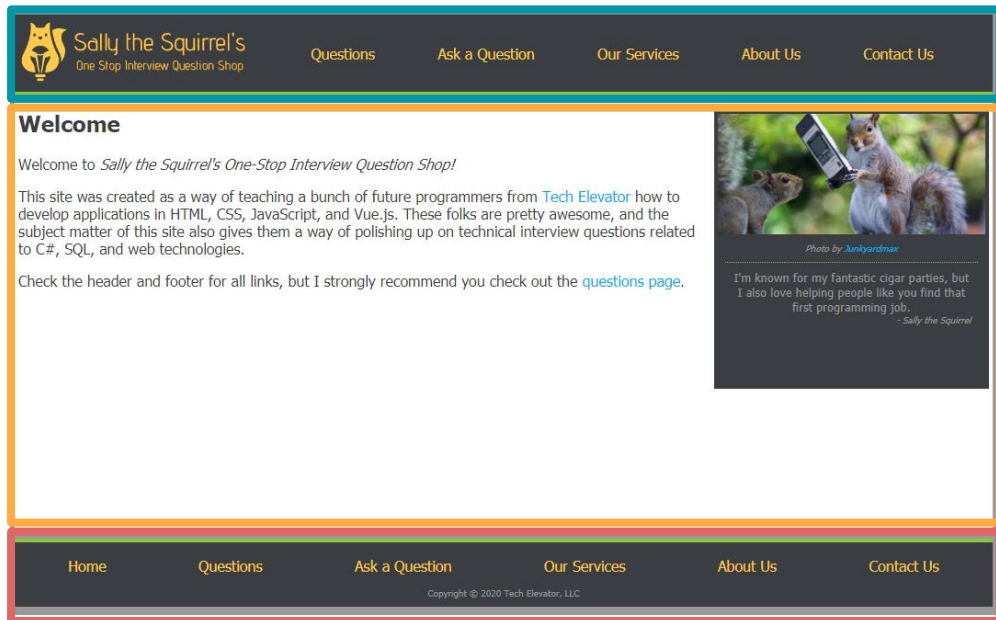 Sally the Squirrel's
One Stop Interview Question Shop
Questions
Ask a Question
Our Services
About Us
Contact Us
Welcome
Welcome to Sally the Squirrel's One-Stop Interview Question Shop!
This site was created as a way of teaching a bunch of future programmers from Tech Elevator how to
develop applications in HTML, CSS, JavaScript, and Vue.js. These folks are pretty awesome, and the
subject matter of this site also gives them a way of polishing up on technical interview questions related
to C#, SQL, and web technologies.
Check the header and footer for all links, but I strongly recommend you check out the questions page.
Photo by Junkyardmax
I'm known for my fantastic cigar parties, but
I also love helping people like you find that
first programming job.
- Sally the Squirrel
Home
Questions
Ask a Question
Our Services
About Us
Contact Us
Copyright © 2020 Tech Elevator, LLC